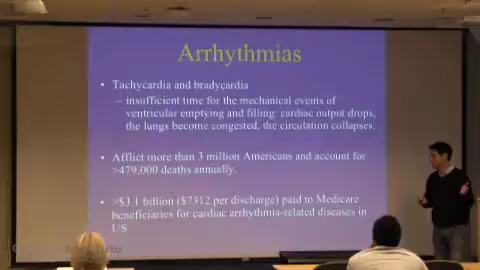 Arrhythmias
• Tachycardia and bradycardia
– insufficient time for the mechanical events of
ventricular emptying and filling: cardiac output drops,
the lungs become congested, the circulation collapses.
• Afflict more than 3 million Americans and account for
>479,000 deaths annually.
• >$3.1 billion ($7312 per discharge) paid to Medicare
beneficiaries for cardiac arrhythmia-related diseases in
US